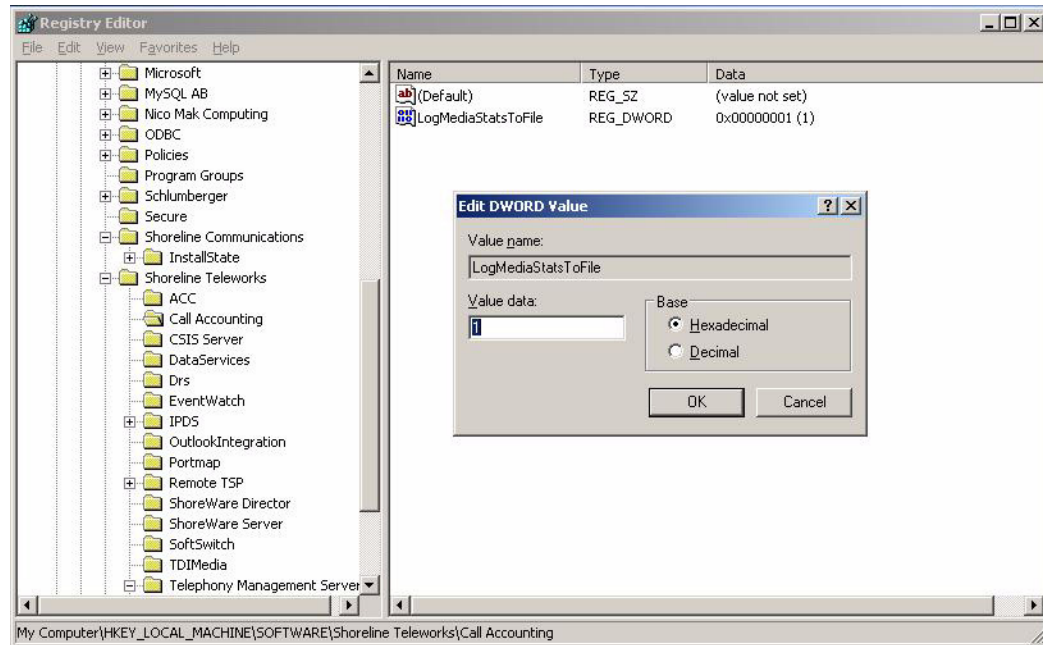 Registry Editor
File Edit View Favorites Help
Microsoft
MySQL AB
Nico Mak Computing
ODBC
Policies
Program Groups
Schlumberger
Secure
Shoreline Communications
InstallState
Shoreline Teleworks
ACC
Call Accounting
CSIS Server
DataServices
Drs
EventWatch
IPDS
OutlookIntegration
Portmap
Remote TSP
ShoreWare Director
ShoreWare Server
SoftSwitch
TDIMedia
Telephony Management Server
Name Type Data
(Default) REG_SZ (value not set)
LogMediaStatsToFile REG_DWORD 0x00000001 (1)
Edit DWORD Value
Value name:
LogMediaStatsToFile
Value data:
1
Base
Hexadecimal
Decimal
OK Cancel
My Computer\HKEY_LOCAL_MACHINE\SOFTWARE\Shoreline Teleworks\Call Accounting